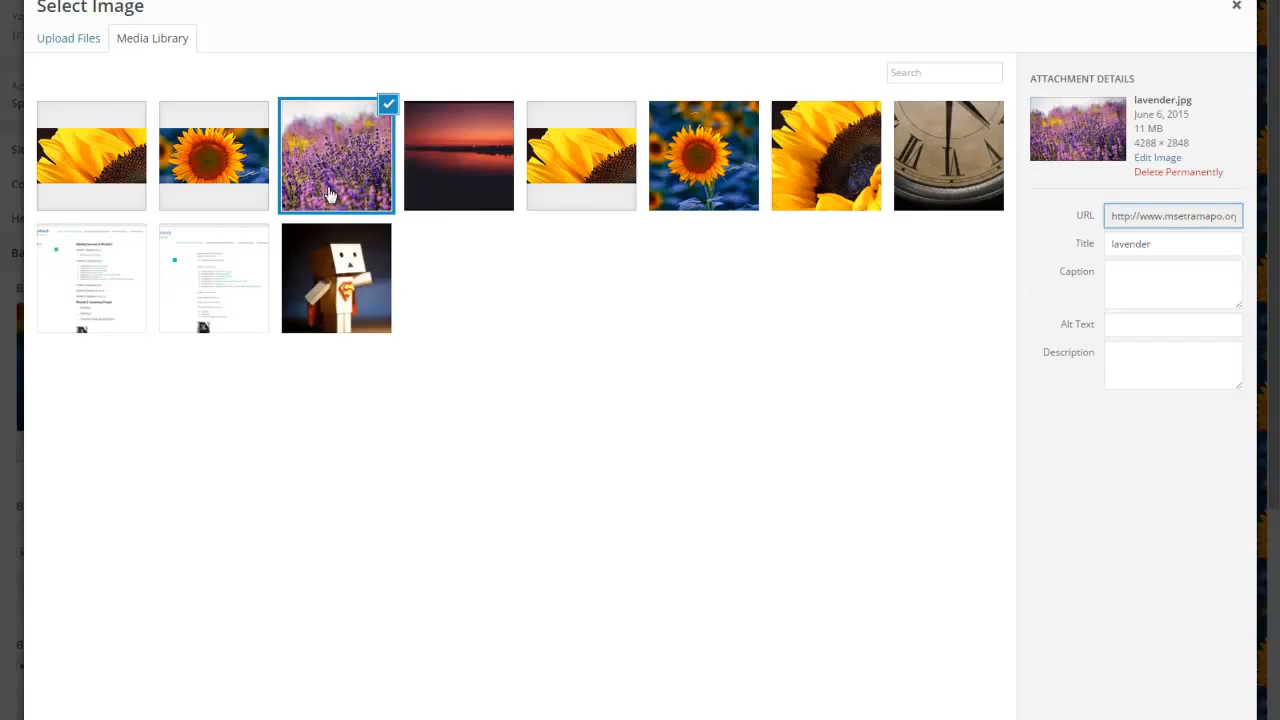 Select Image
Upload Files
Media Library
Search
ATTACHMENT DETAILS
lavender.jpg
June 6, 2015
11 MB
4288 × 2848
Edit Image
Delete Permanently
URL
http://www.msetramapo.or
Title
lavender
Caption
Alt Text
Description